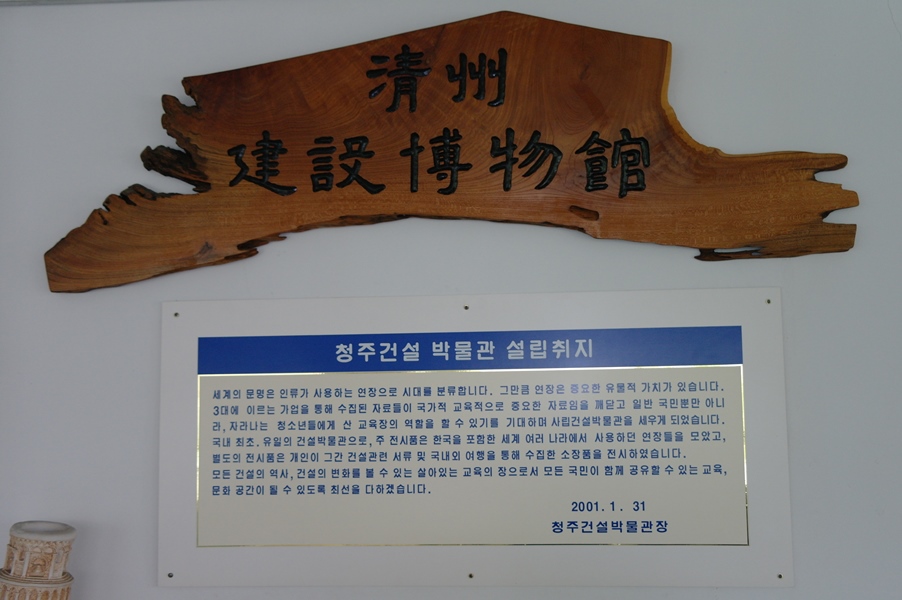 清州
建設博物館
청주건설 박물관 설립취지
세계의 문명은 인류가 사용하는 연장으로 시대를 분류합니다. 그만큼 연장은 중요한 유물적 가치가 있습니다.
3대에 이르는 가업을 통해 수집된 자료들이 국가적 교육적으로 중요한 자료임을 깨닫고 일반 국민뿐만 아니
라, 자라나는 청소년들에게 산 교육장의 역할을 할 수 있기를 기대하며 사립건설박물관을 세우게 되었습니다.
국내 최초. 유일의 건설박물관으로, 주 전시품은 한국을 포함한 세계 여러 나라에서 사용하던 연장들을 모았고,
별도의 전시품은 개인이 그간 건설관련 서류 및 국내외 여행을 통해 수집한 소장품을 전시하였습니다.
모든 건설의 역사, 건설의 변화를 볼 수 있는 살아있는 교육의 장으로서 모든 국민이 함께 공유할 수 있는 교육,
문화 공간이 될 수 있도록 최선을 다하겠습니다.
2001. 1. 31
청주건설박물관장